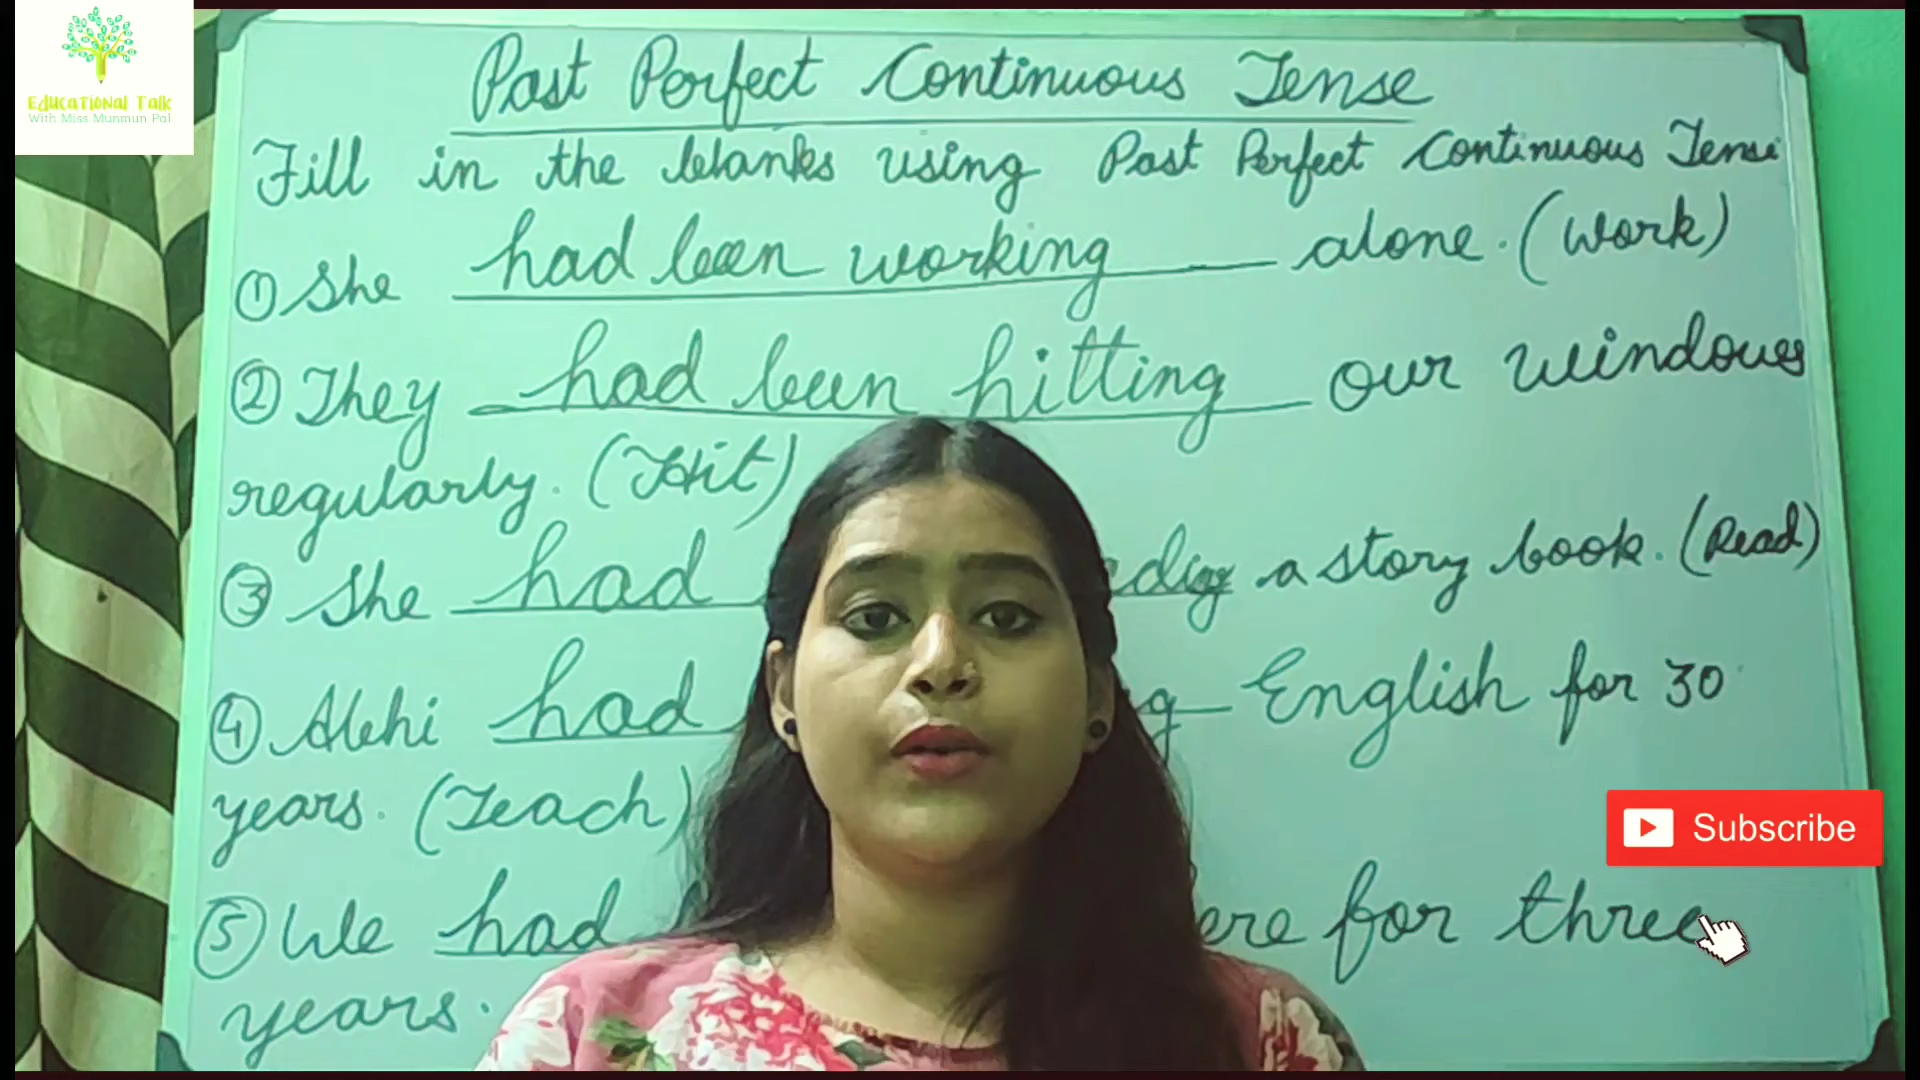 Educational Talk
With Miss Munmun Pal
Past Perfect Continuous Tense
Fill in the blanks using Past Perfect Continuous Tense
① She had been working alone. (Work)
② They had been hitting our windows
regularly. (Hit)
③ She had a story book. (Read)
④ Abhi had English for 30
years. (Teach)
⑤ We had for three
years.
Subscribe